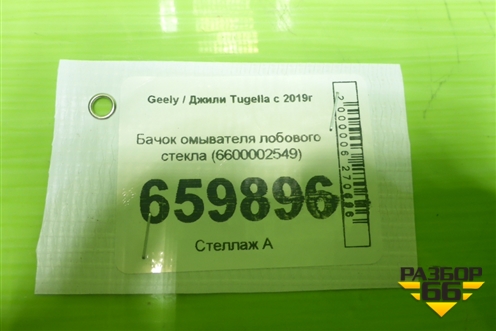 Geely / Джили Tugella с 2019г
Бачок омывателя лобового
стекла (6600002549)
659896
Стеллаж А
РАЗБОР
66